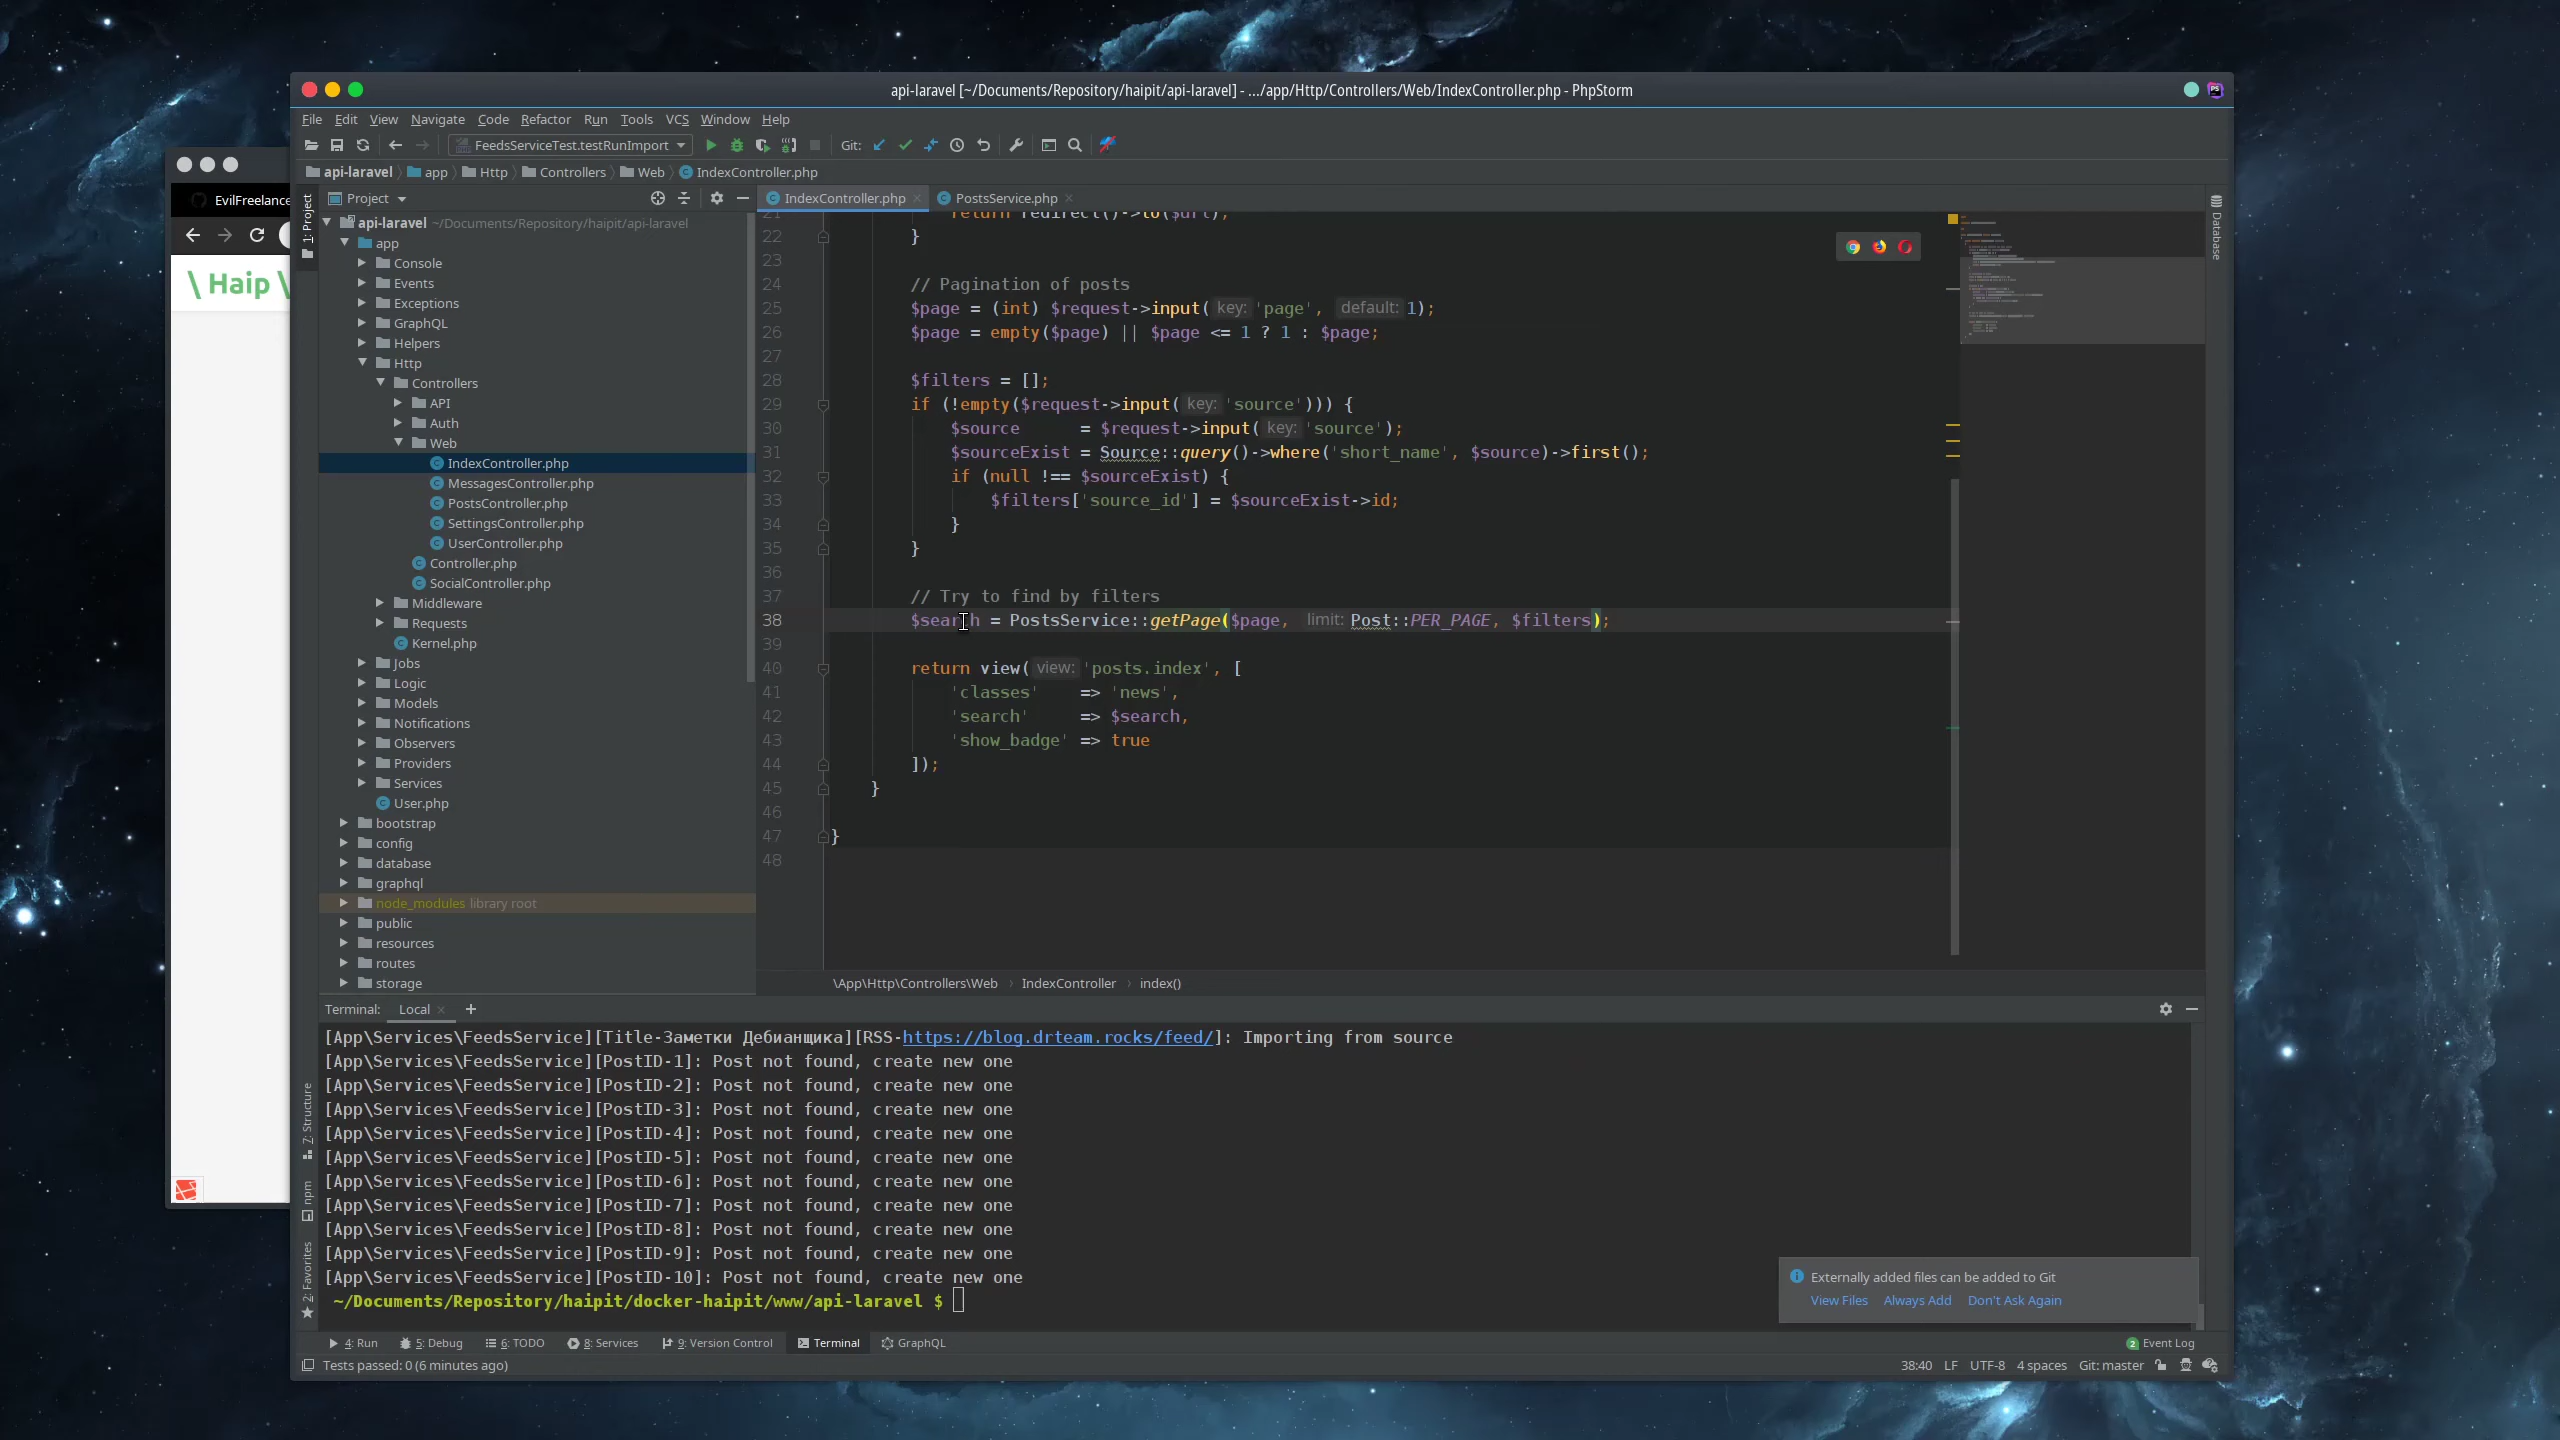 api-laravel [~/Documents/Repository/haipit/api-laravel] - .../app/Http/Controllers/Web/IndexController.php - PhpStorm
File Edit View Navigate Code Refactor Run Tools VCS Window Help
FeedsServiceTest.testRunImport Git:
api-laravel app Http Controllers Web IndexController.php
EvilFreelance
\ Haip \
1: Project
Project
api-laravel ~/Documents/Repository/haipit/api-laravel
app
Console
Events
Exceptions
GraphQL
Helpers
Http
Controllers
API
Auth
Web
IndexController.php
MessagesController.php
PostsController.php
SettingsController.php
UserController.php
Controller.php
SocialController.php
Middleware
Requests
Kernel.php
Jobs
Logic
Models
Notifications
Observers
Providers
Services
User.php
bootstrap
config
database
graphql
node_modules library root
public
resources
routes
storage
IndexController.php PostsService.php
Database
21 return redirect()->to($url);
22 }
23
24 // Pagination of posts
25 $page = (int) $request->input( key: 'page', default: 1);
26 $page = empty($page) || $page <= 1 ? 1 : $page;
27
28 $filters = [];
29 if (!empty($request->input( key: 'source'))) {
30 $source = $request->input( key: 'source');
31 $sourceExist = Source::query()->where('short_name', $source)->first();
32 if (null !== $sourceExist) {
33 $filters['source_id'] = $sourceExist->id;
34 }
35 }
36
37 // Try to find by filters
38 $search = PostsService::getPage($page, limit: Post::PER_PAGE, $filters);
39
40 return view( view: 'posts.index', [
41 'classes' => 'news',
42 'search' => $search,
43 'show_badge' => true
44 ]);
45 }
46
47 }
48
\App\Http\Controllers\Web IndexController index()
Terminal: Local +
[App\Services\FeedsService][Title-Заметки Дебианщика][RSS-https://blog.drteam.rocks/feed/]: Importing from source
[App\Services\FeedsService][PostID-1]: Post not found, create new one
[App\Services\FeedsService][PostID-2]: Post not found, create new one
[App\Services\FeedsService][PostID-3]: Post not found, create new one
[App\Services\FeedsService][PostID-4]: Post not found, create new one
[App\Services\FeedsService][PostID-5]: Post not found, create new one
[App\Services\FeedsService][PostID-6]: Post not found, create new one
[App\Services\FeedsService][PostID-7]: Post not found, create new one
[App\Services\FeedsService][PostID-8]: Post not found, create new one
[App\Services\FeedsService][PostID-9]: Post not found, create new one
[App\Services\FeedsService][PostID-10]: Post not found, create new one
~/Documents/Repository/haipit/docker-haipit/www/api-laravel $
7: Structure
npm
2: Favorites
Externally added files can be added to Git
View Files Always Add Don't Ask Again
4: Run 5: Debug 6: TODO 8: Services 9: Version Control Terminal GraphQL 2 Event Log
Tests passed: 0 (6 minutes ago) 38:40 LF UTF-8 4 spaces Git: master